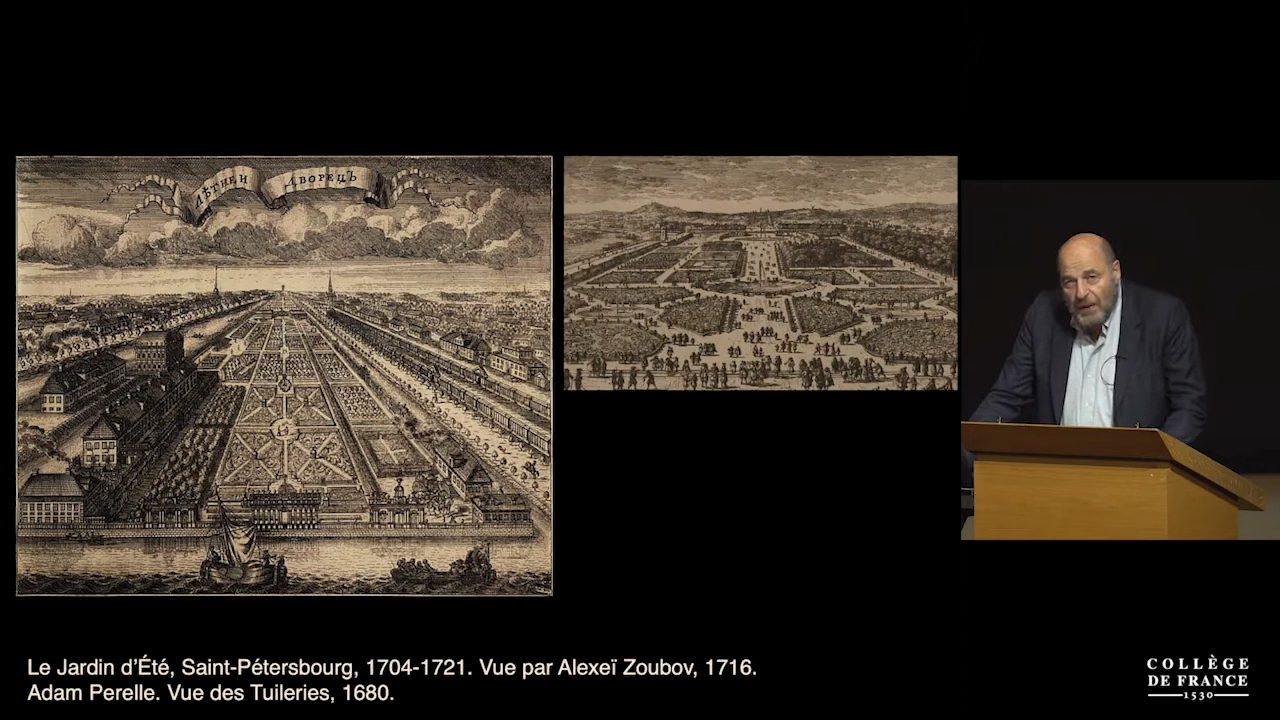 ЛѢТНЕИ ДВОРЕЦЪ
Le Jardin d'Été, Saint-Pétersbourg, 1704-1721. Vue par Alexeï Zoubov, 1716.
Adam Perelle. Vue des Tuileries, 1680.
COLLÈGE
DE FRANCE
1530